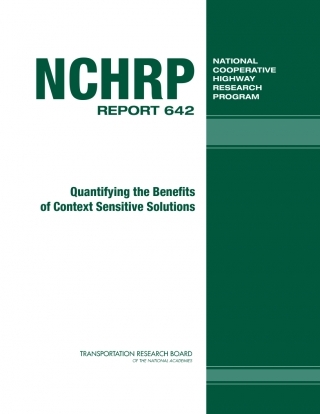 NCHRP
REPORT 642
NATIONAL
COOPERATIVE
HIGHWAY
RESEARCH
PROGRAM
Quantifying the Benefits
of Context Sensitive Solutions
TRANSPORTATION RESEARCH BOARD
OF THE NATIONAL ACADEMIES